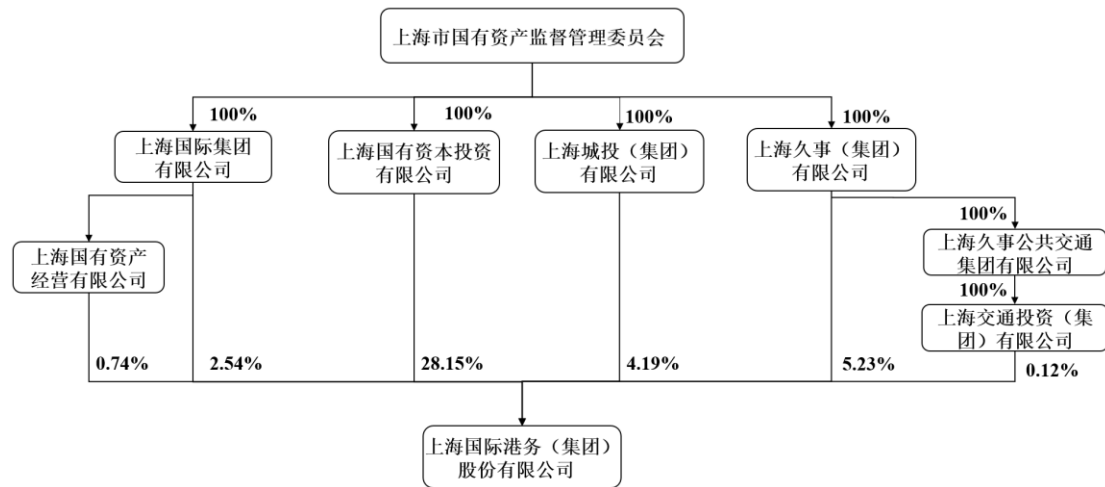 上海市国有资产监督管理委员会
100%
100%
100%
100%
上海国际集团
有限公司
上海国有资本投资
有限公司
上海城投（集团）
有限公司
上海久事（集团）
有限公司
100%
上海国有资产
经营有限公司
上海久事公共交通
集团有限公司
100%
上海交通投资（集
团）有限公司
0.74%
2.54%
28.15%
4.19%
5.23%
0.12%
上海国际港务（集团）
股份有限公司